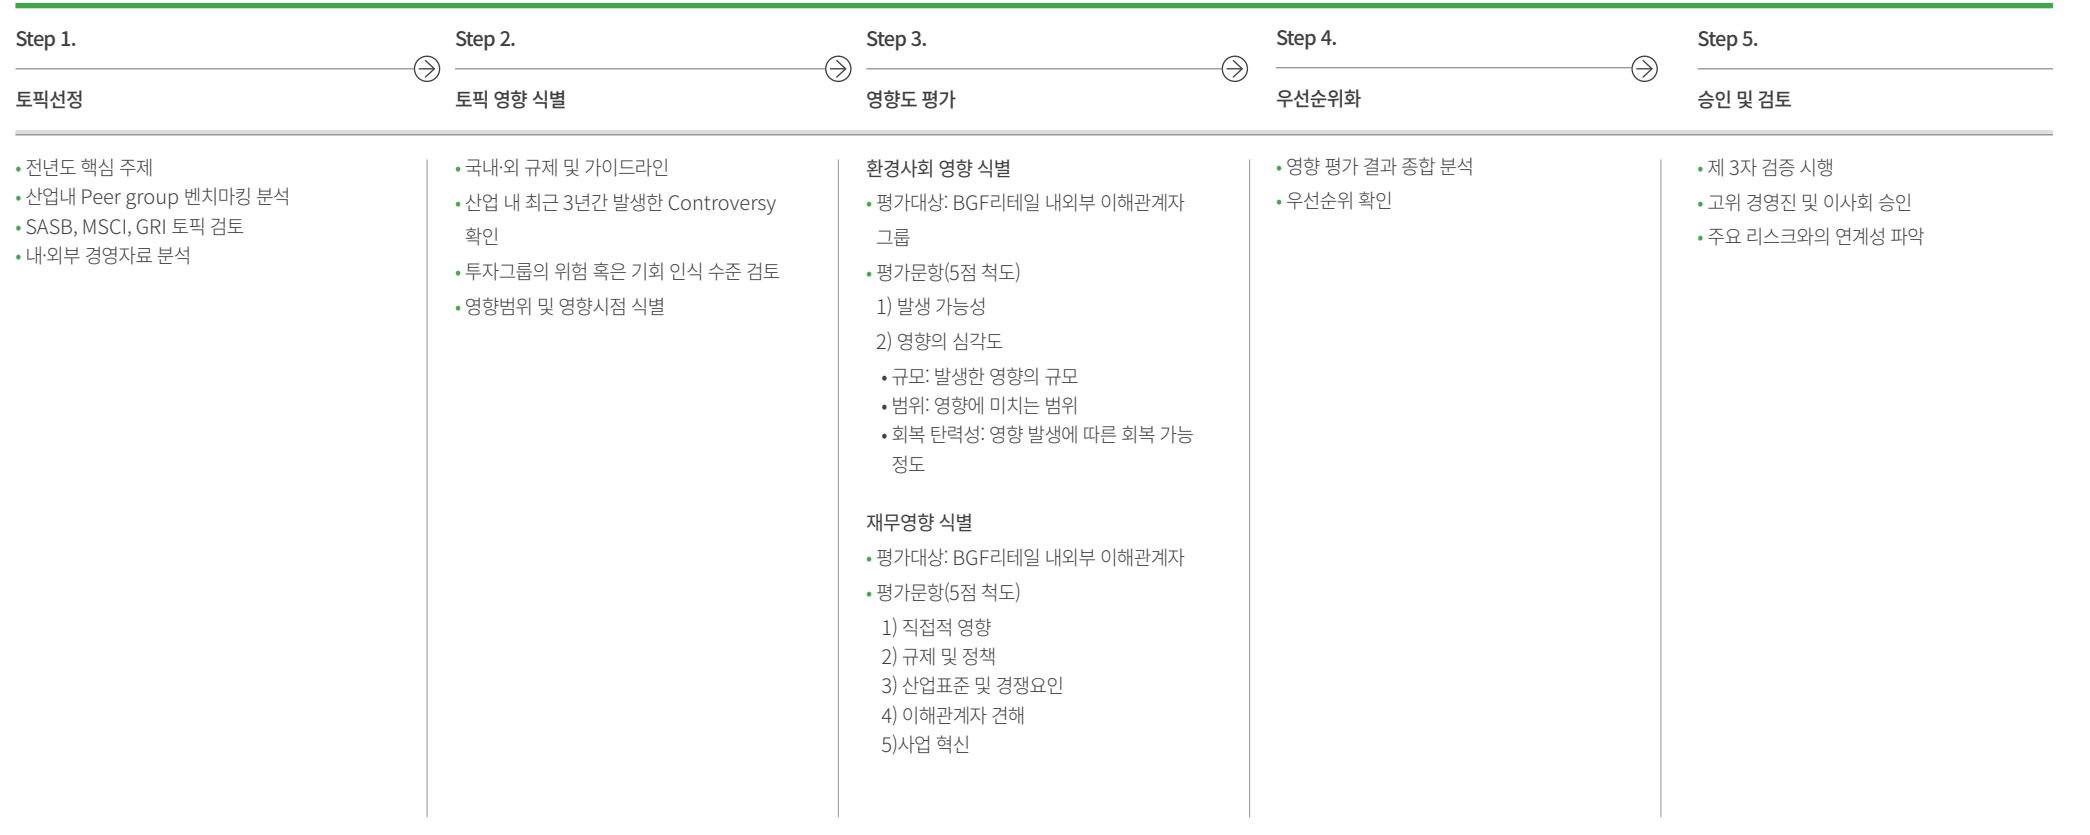 Step 1.
토픽선정
• 전년도 핵심 주제
• 산업내 Peer group 벤치마킹 분석
• SASB, MSCI, GRI 토픽 검토
• 내·외부 경영자료 분석
Step 2.
토픽 영향 식별
• 국내·외 규제 및 가이드라인
• 산업 내 최근 3년간 발생한 Controversy
확인
• 투자그룹의 위험 혹은 기회 인식 수준 검토
• 영향범위 및 영향시점 식별
Step 3.
영향도 평가
환경사회 영향 식별
• 평가대상: BGF리테일 내외부 이해관계자
그룹
• 평가문항(5점 척도)
1) 발생 가능성
2) 영향의 심각도
• 규모: 발생한 영향의 규모
• 범위: 영향에 미치는 범위
• 회복 탄력성: 영향 발생에 따른 회복 가능
정도
재무영향 식별
• 평가대상: BGF리테일 내외부 이해관계자
• 평가문항(5점 척도)
1) 직접적 영향
2) 규제 및 정책
3) 산업표준 및 경쟁요인
4) 이해관계자 견해
5)사업 혁신
Step 4.
우선순위화
• 영향 평가 결과 종합 분석
• 우선순위 확인
Step 5.
승인 및 검토
• 제 3자 검증 시행
• 고위 경영진 및 이사회 승인
• 주요 리스크와의 연계성 파악